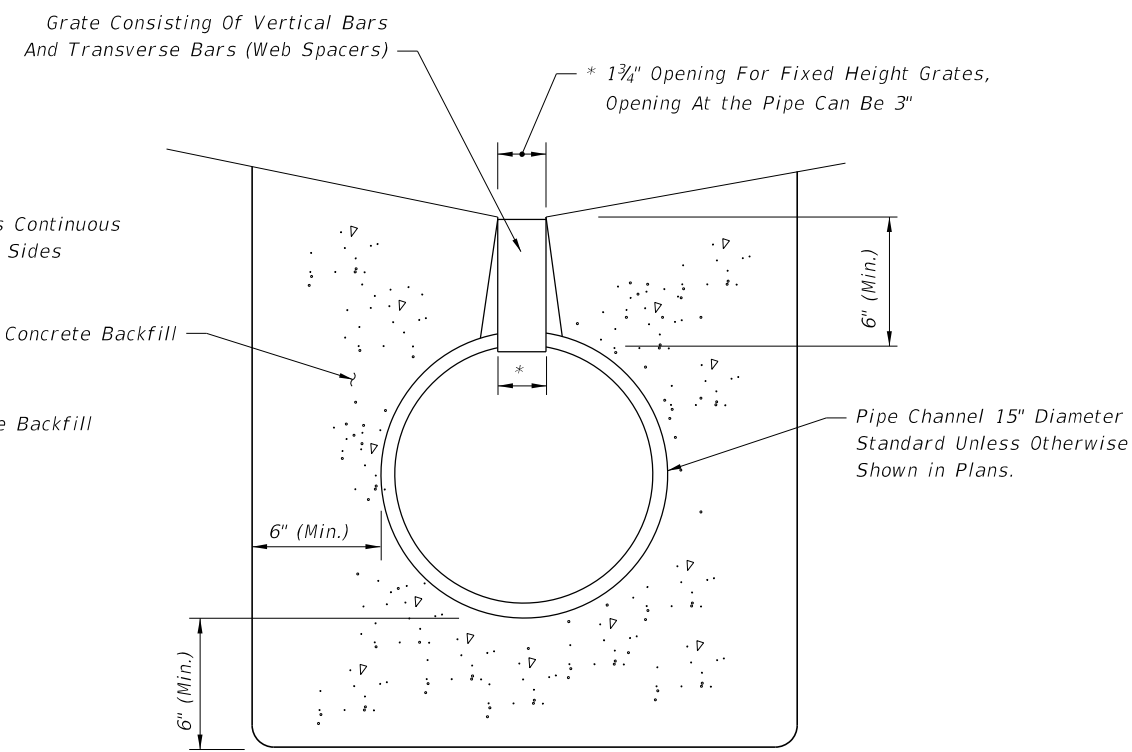 Grate Consisting Of Vertical Bars
And Transverse Bars (Web Spacers)
* 1¾" Opening For Fixed Height Grates,
Opening At the Pipe Can Be 3"
Continuous
Sides
6" (Min.)
Concrete Backfill
*
Backfill
Pipe Channel 15" Diameter
Standard Unless Otherwise
Shown in Plans.
6" (Min.)
6" (Min.)